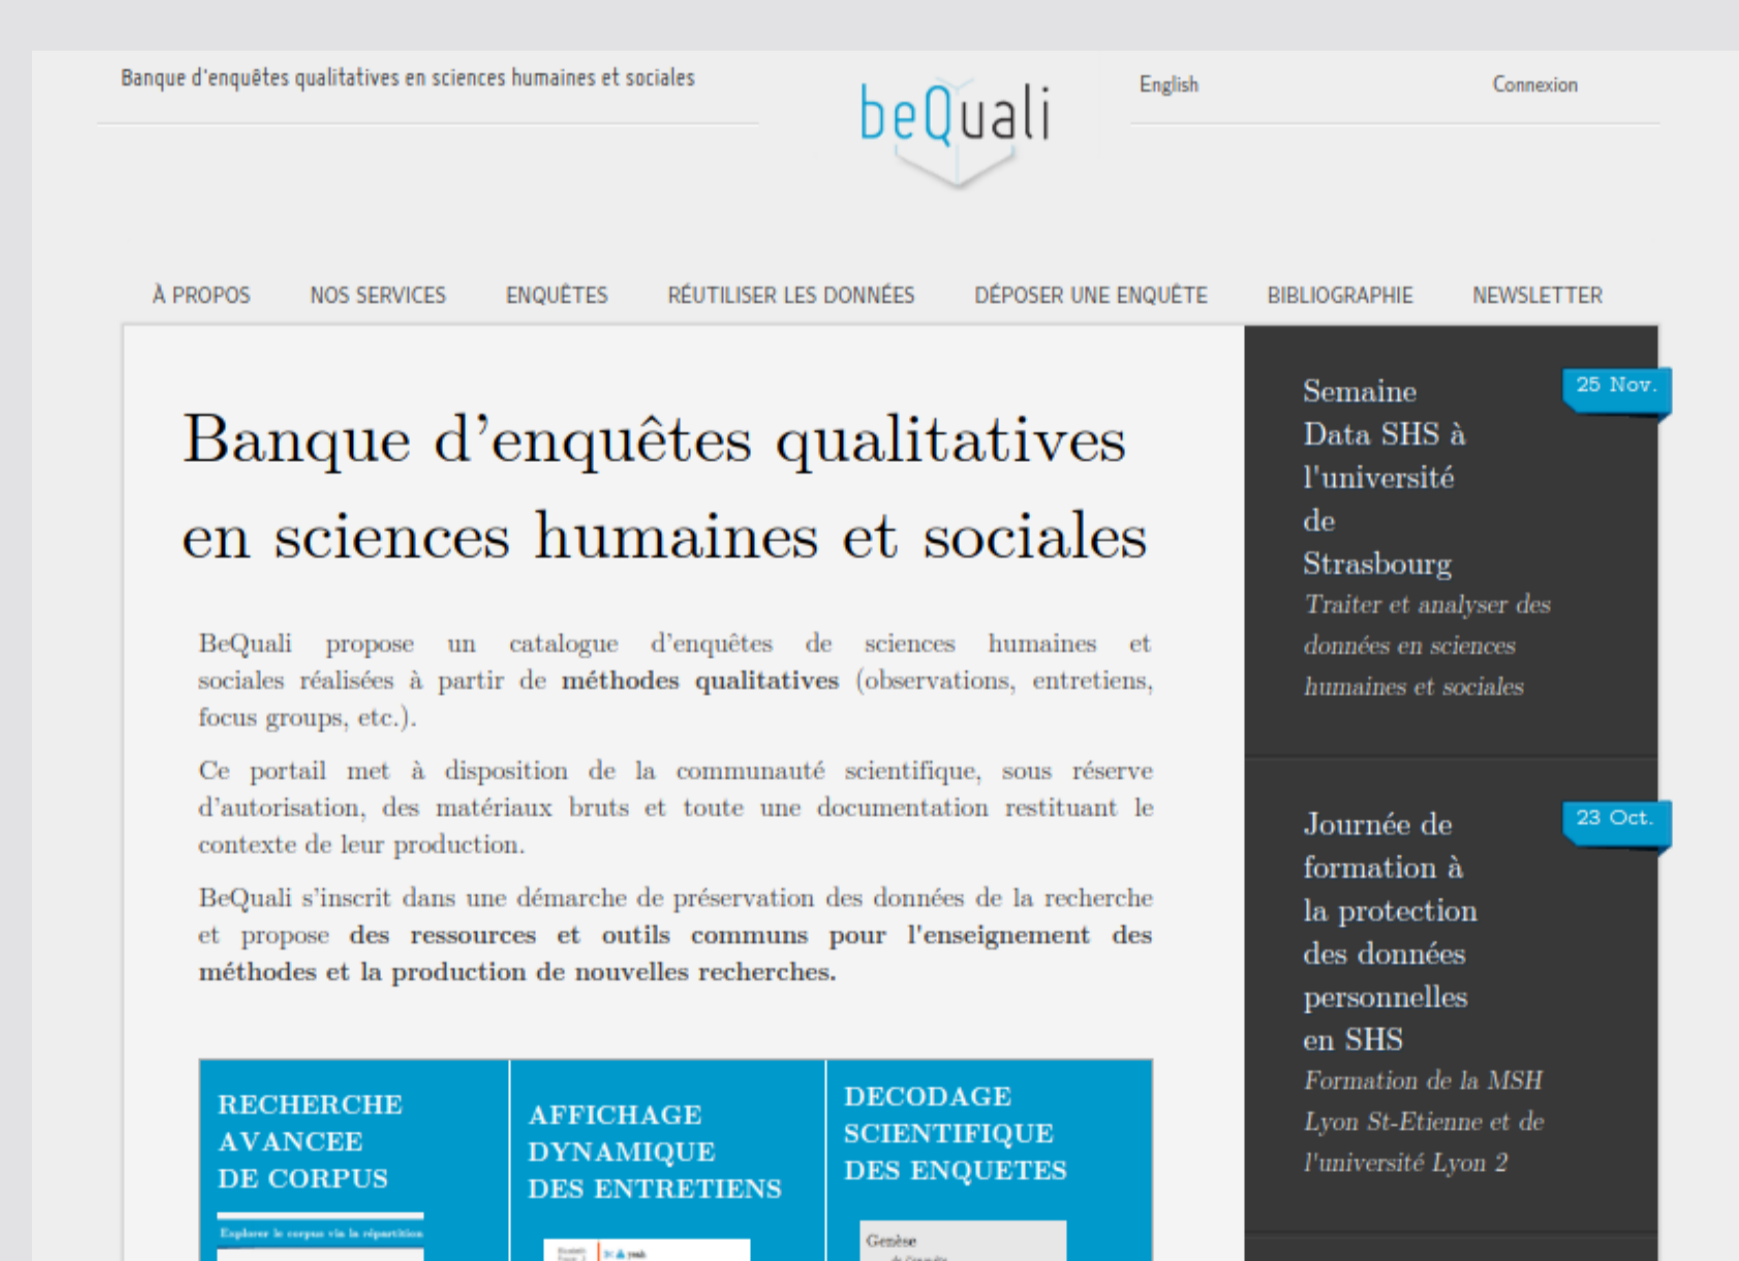 Banque d'enquêtes qualitatives en sciences humaines et sociales
beQuali
English
Connexion
À PROPOS
NOS SERVICES
ENQUÊTES
RÉUTILISER LES DONNÉES
DÉPOSER UNE ENQUÊTE
BIBLIOGRAPHIE
NEWSLETTER
Banque d’enquêtes qualitatives
en sciences humaines et sociales
BeQuali propose un catalogue d’enquêtes de sciences humaines et
sociales réalisées à partir de méthodes qualitatives (observations, entretiens,
focus groups, etc.).
Ce portail met à disposition de la communauté scientifique, sous réserve
d’autorisation, des matériaux bruts et toute une documentation restituant le
contexte de leur production.
BeQuali s’inscrit dans une démarche de préservation des données de la recherche
et propose des ressources et outils communs pour l'enseignement des
méthodes et la production de nouvelles recherches.
RECHERCHE
AVANCEE
DE CORPUS
Explorer le corpus via la répartition
AFFICHAGE
DYNAMIQUE
DES ENTRETIENS
DECODAGE
SCIENTIFIQUE
DES ENQUETES
Genèse
de l'enquête
25 Nov.
Semaine
Data SHS à
l'université
de
Strasbourg
Traiter et analyser des
données en sciences
humaines et sociales
23 Oct.
Journée de
formation à
la protection
des données
personnelles
en SHS
Formation de la MSH
Lyon St-Etienne et de
l'université Lyon 2